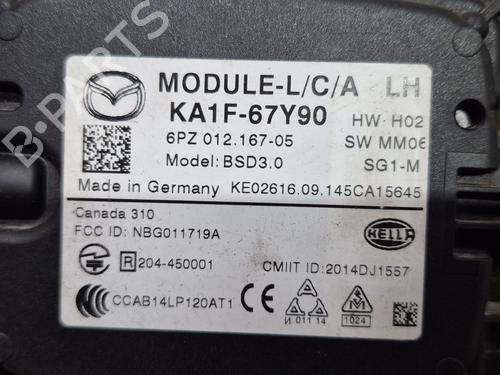 MODULE-L/C/A LH
KA1F-67Y90
HW: H02
6PZ 012.167-05
SW MM06
Model: BSD3.0
SG1-M
Made in Germany KE02616.09.145CA15645
Canada 310
FCC ID: NBG011719A
HELLA
R 204-450001
CMIIT ID: 2014DJ1557
CCC CCAB14LP120AT1 CE
И 011 14
1024